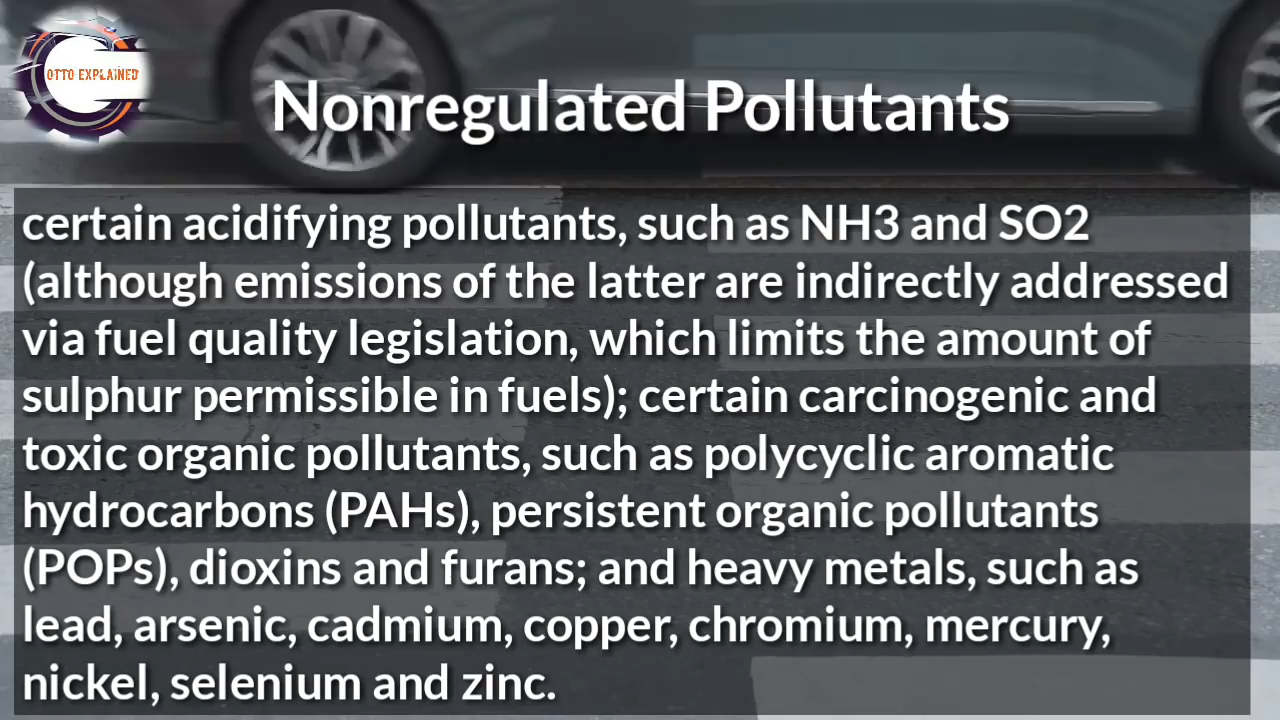 OTTO EXPLAINED
Nonregulated Pollutants
certain acidifying pollutants, such as NH3 and SO2
(although emissions of the latter are indirectly addressed
via fuel quality legislation, which limits the amount of
sulphur permissible in fuels); certain carcinogenic and
toxic organic pollutants, such as polycyclic aromatic
hydrocarbons (PAHs), persistent organic pollutants
(POPs), dioxins and furans; and heavy metals, such as
lead, arsenic, cadmium, copper, chromium, mercury,
nickel, selenium and zinc.